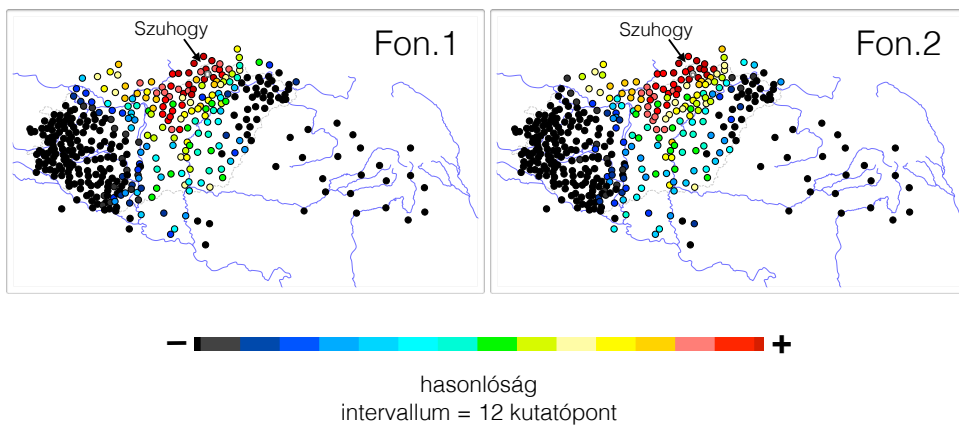 Szuhogy
Fon.1
Szuhogy
Fon.2
– +
hasonlóság
intervallum = 12 kutatópont